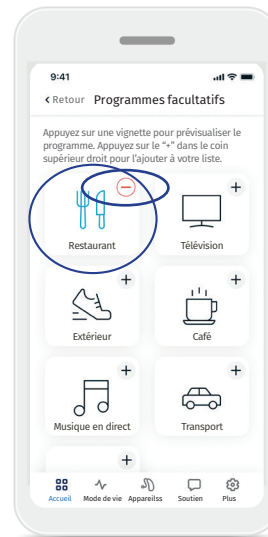 9:41
Retour Programmes facultatifs
Appuyez sur une vignette pour prévisualiser le
programme. Appuyez sur le "+" dans le coin
supérieur droit pour l'ajouter à votre liste.
Restaurant
Télévision
Extérieur
Café
Musique en direct
Transport
Accueil Mode de vie Appareilss Soutien Plus